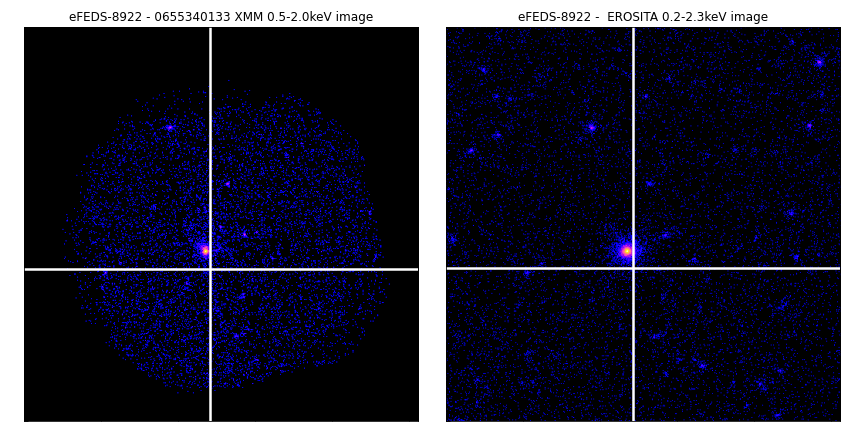 eFEDS-8922 - 0655340133 XMM 0.5-2.0keV image
eFEDS-8922 -  EROSITA 0.2-2.3keV image